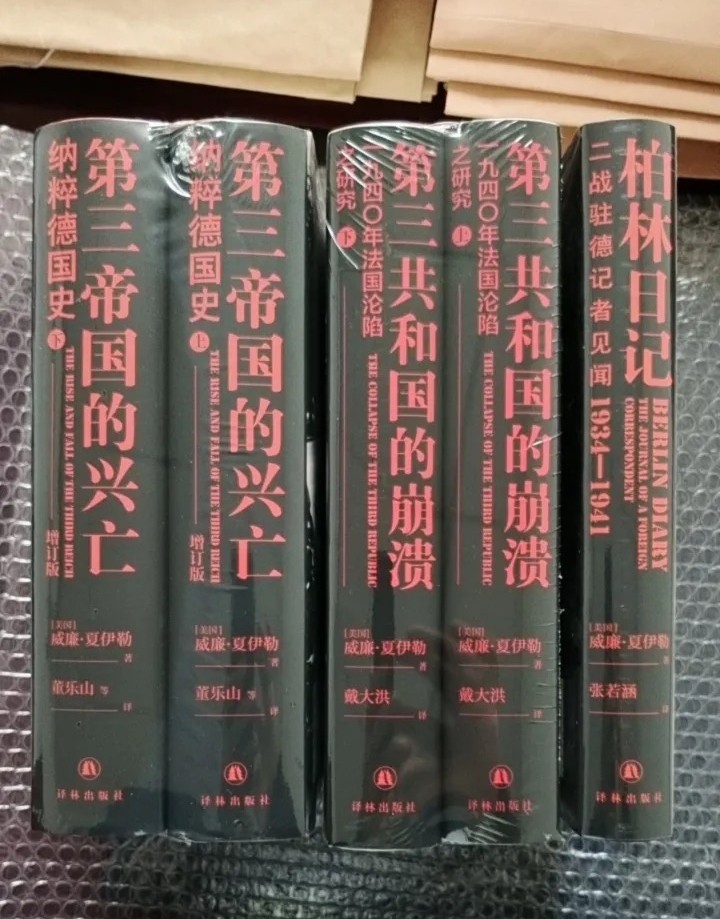 第三帝国的兴亡
纳粹德国史 下
THE RISE AND FALL OF THE THIRD REICH
增订版
[美国]
威廉·夏伊勒
著
董乐山 等
译
译林出版社
第三帝国的兴亡
纳粹德国史 上
THE RISE AND FALL OF THE THIRD REICH
增订版
[美国]
威廉·夏伊勒
著
董乐山 等
译
译林出版社
第三共和国的崩溃
一九四〇年法国沦陷
之研究 下
THE COLLAPSE OF THE THIRD REPUBLIC
[美国]
威廉·夏伊勒
著
戴大洪
译
译林出版社
第三共和国的崩溃
一九四〇年法国沦陷
之研究 上
THE COLLAPSE OF THE THIRD REPUBLIC
[美国]
威廉·夏伊勒
著
戴大洪
译
译林出版社
柏林日记
二战驻德记者见闻 1934—1941
BERLIN DIARY
THE JOURNAL OF A FOREIGN
CORRESPONDENT
[美国]
威廉·夏伊勒
著
张若涵
译
译林出版社